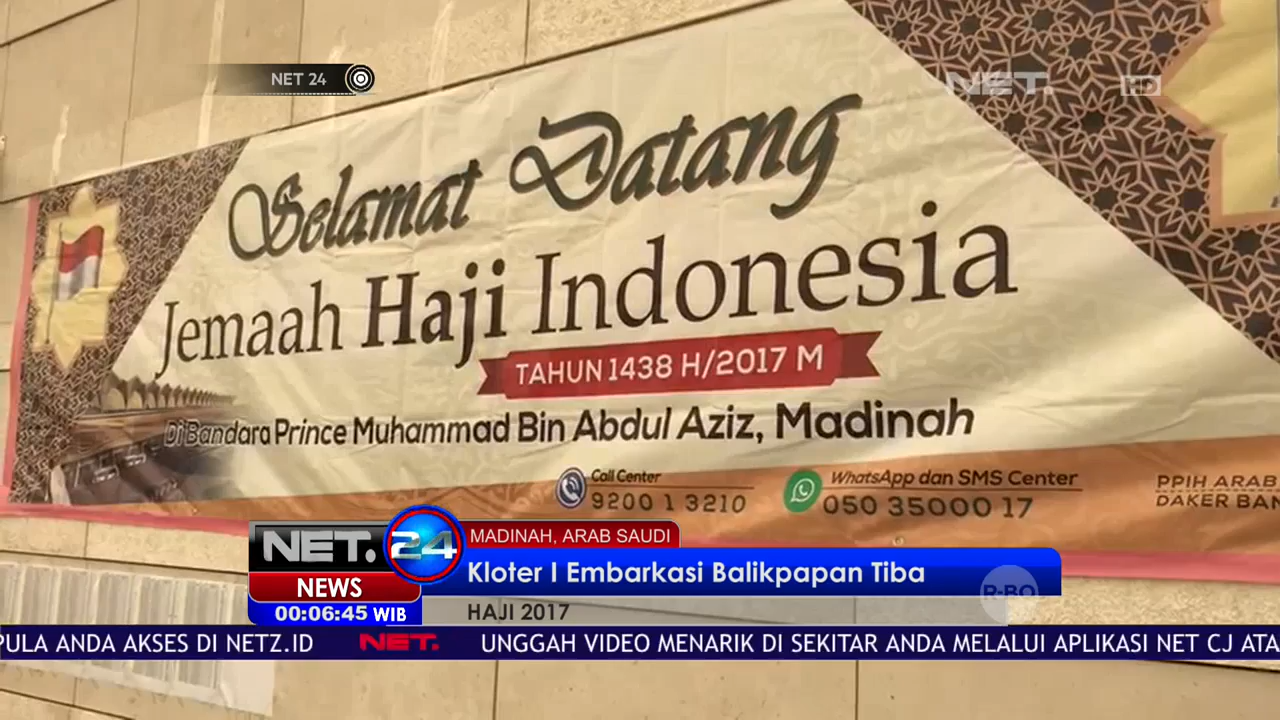 NET 24
NET. HD
Selamat Datang
Jemaah Haji Indonesia
TAHUN 1438 H/2017 M
Di Bandara Prince Muhammad Bin Abdul Aziz, Madinah
Call Center
9200 1 3210
WhatsApp dan SMS Center
050 35000 17
PPIH ARAB
DAKER BAN
NET. 24
NEWS
00:06:45 WIB
MADINAH, ARAB SAUDI
Kloter I Embarkasi Balikpapan Tiba
R-BO
HAJI 2017
PULA ANDA AKSES DI NETZ.ID NET. UNGGAH VIDEO MENARIK DI SEKITAR ANDA MELALUI APLIKASI NET CJ ATA